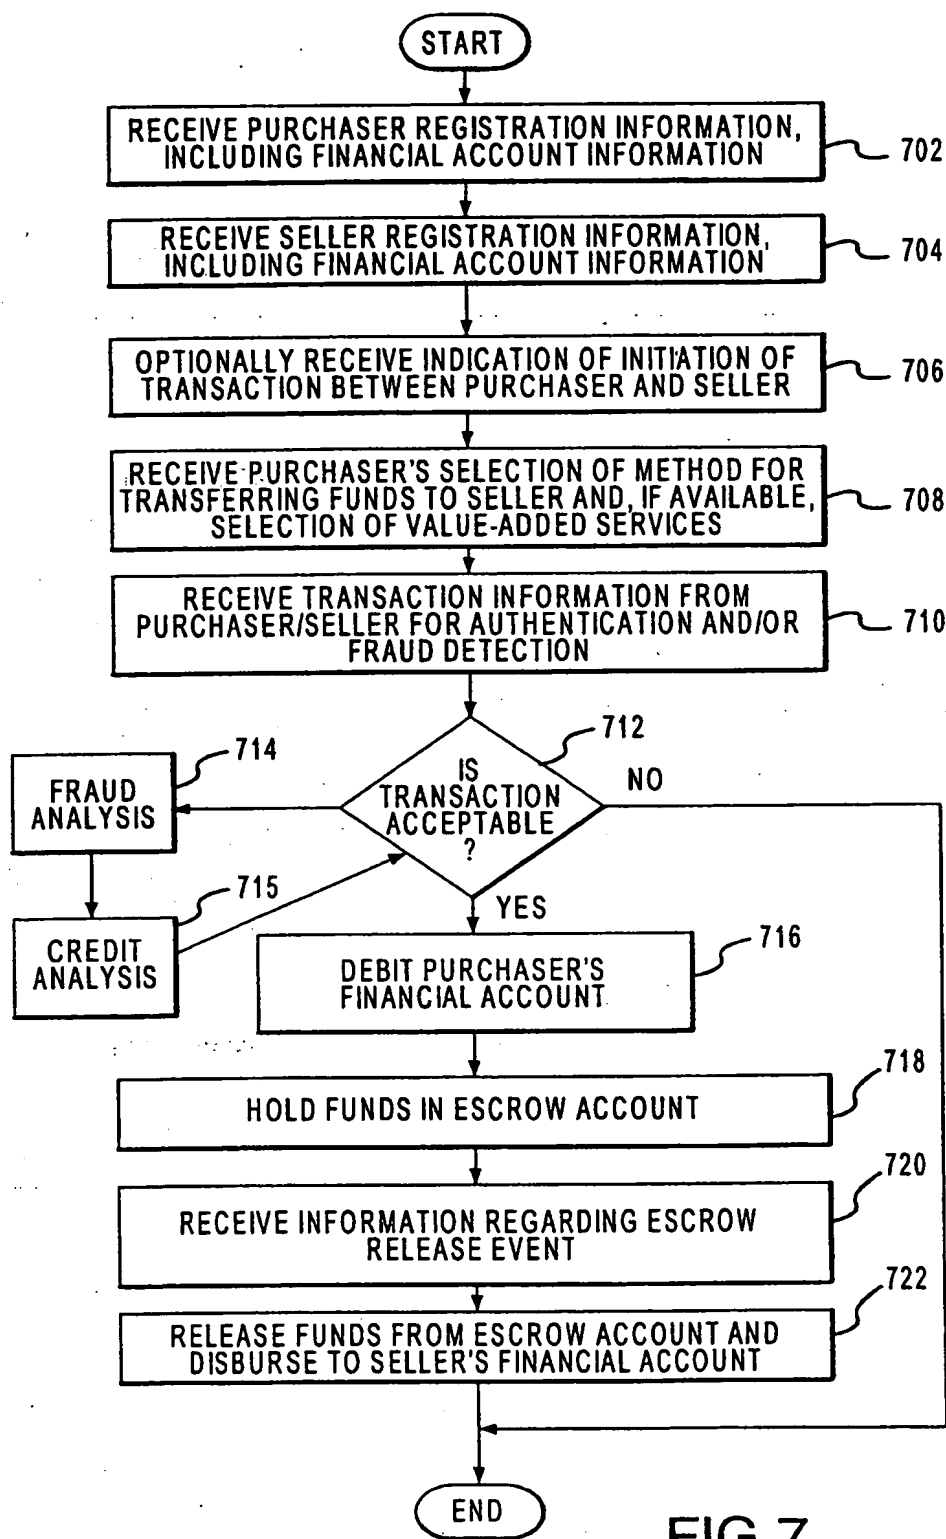 START
RECEIVE PURCHASER REGISTRATION INFORMATION,
INCLUDING FINANCIAL ACCOUNT INFORMATION
702
RECEIVE SELLER REGISTRATION INFORMATION,
INCLUDING FINANCIAL ACCOUNT INFORMATION
704
OPTIONALLY RECEIVE INDICATION OF INITIATION OF
TRANSACTION BETWEEN PURCHASER AND SELLER
706
RECEIVE PURCHASER'S SELECTION OF METHOD FOR
TRANSFERRING FUNDS TO SELLER AND, IF AVAILABLE,
SELECTION OF VALUE-ADDED SERVICES
708
RECEIVE TRANSACTION INFORMATION FROM
PURCHASER/SELLER FOR AUTHENTICATION AND/OR
FRAUD DETECTION
710
712
IS
TRANSACTION
ACCEPTABLE
?
NO
YES
714
FRAUD
ANALYSIS
715
CREDIT
ANALYSIS
716
DEBIT PURCHASER'S
FINANCIAL ACCOUNT
718
HOLD FUNDS IN ESCROW ACCOUNT
720
RECEIVE INFORMATION REGARDING ESCROW
RELEASE EVENT
722
RELEASE FUNDS FROM ESCROW ACCOUNT AND
DISBURSE TO SELLER'S FINANCIAL ACCOUNT
END
FIG. 7